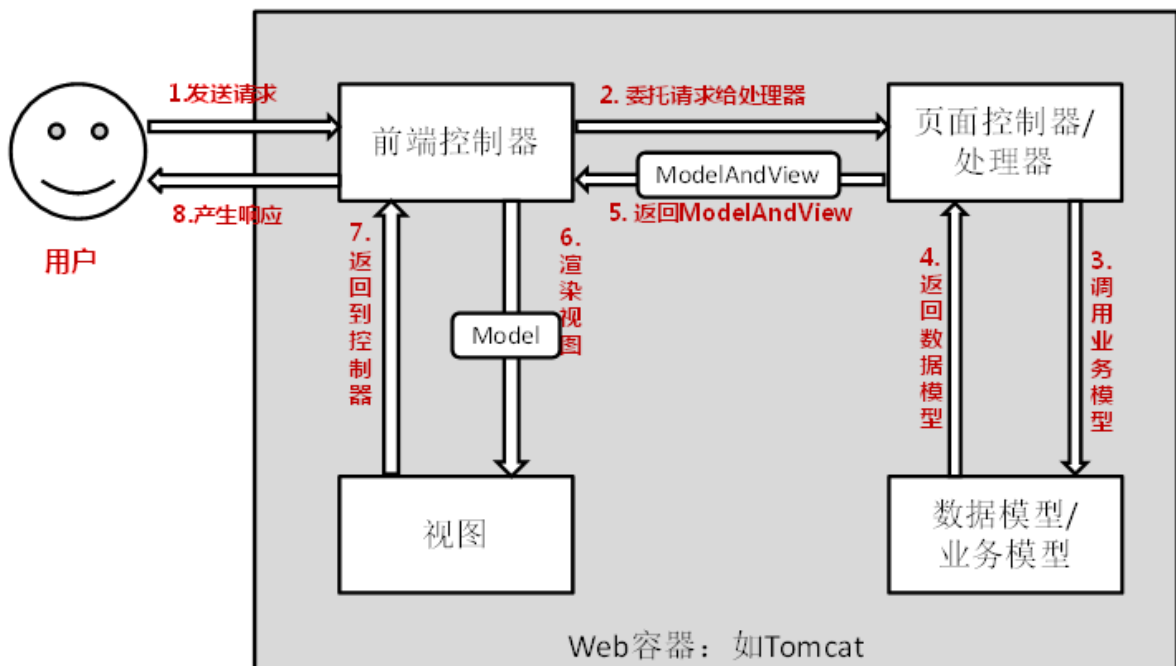 1.发送请求
2. 委托请求给处理器
前端控制器
页面控制器/
处理器
ModelAndView
5. 返回ModelAndView
8.产生响应
用户
7.
返
回
到
控
制
器
6.
渲
染
视
图
Model
4.
返
回
数
据
模
型
3.
调
用
业
务
模
型
视图
数据模型/
业务模型
Web容器：如Tomcat